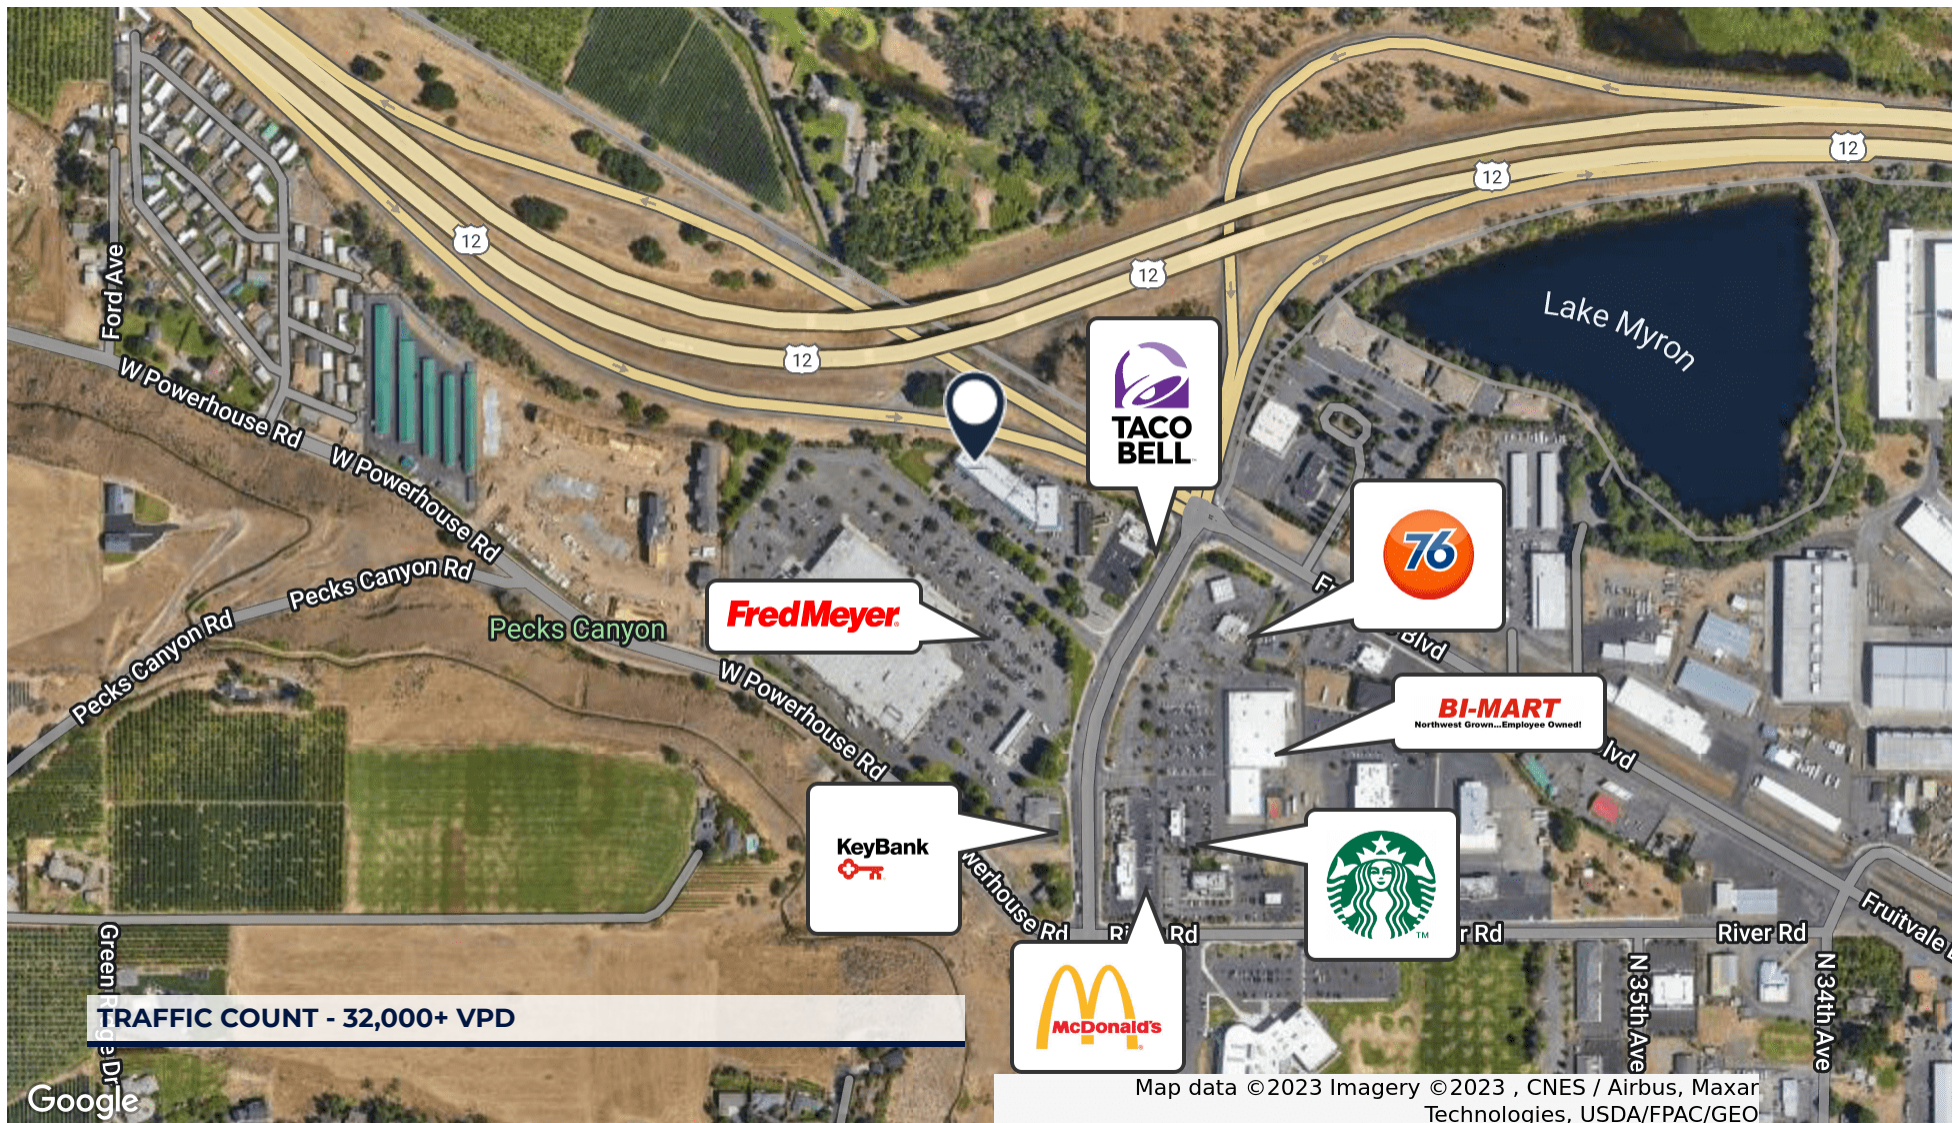 12
12
Ford Ave
12
12
12
Lake Myron
W Powerhouse Rd
TACO
BELL
W Powerhouse Rd
76
Pecks Canyon Rd
Pecks Canyon Rd
Pecks Canyon
FredMeyer
Blvd
W Powerhouse Rd
BI-MART
Northwest Grown...Employee Owned!
lvd
KeyBank
werhouse Rd
Rd
r Rd
River Rd
Fruitvale
Green
Dr
N 35th Ave
N 34th Ave
McDonald's
TM
TRAFFIC COUNT - 32,000+ VPD
Google
Map data ©2023 Imagery ©2023 , CNES / Airbus, Maxar
Technologies, USDA/FPAC/GEO